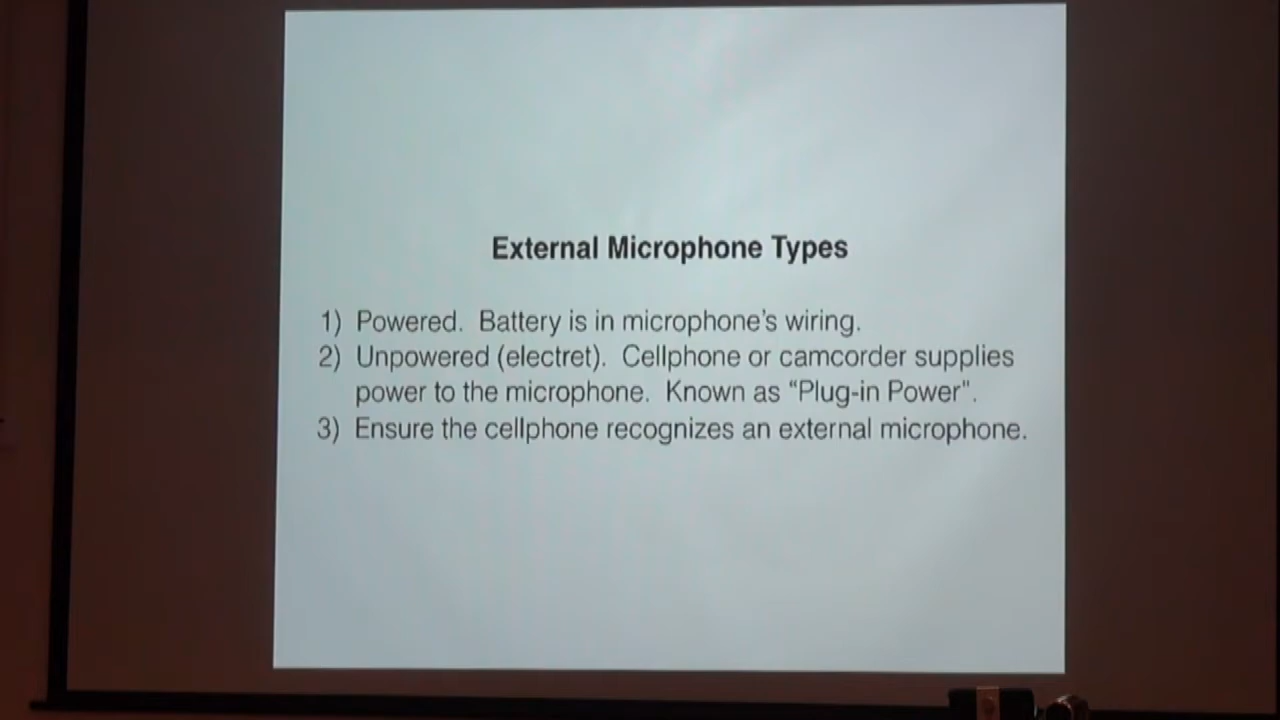 External Microphone Types
1) Powered. Battery is in microphone's wiring.
2) Unpowered (electret). Cellphone or camcorder supplies
power to the microphone. Known as “Plug-in Power".
3) Ensure the cellphone recognizes an external microphone.